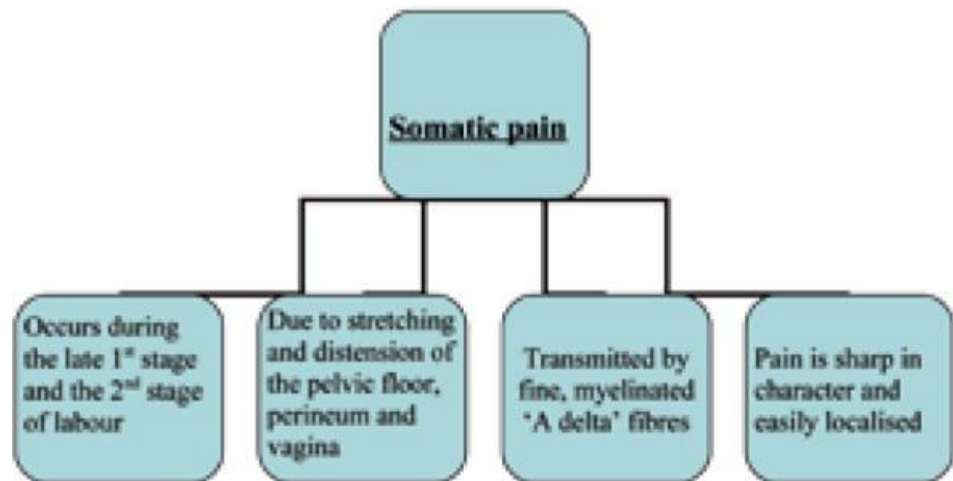 Somatic pain
Occurs during
the late 1st stage
and the 2nd stage
of labour
Due to stretching
and distension of
the pelvic floor,
perineum and
vagina
Transmitted by
fine, myelinated
‘A delta’ fibres
Pain is sharp in
character and
easily localised